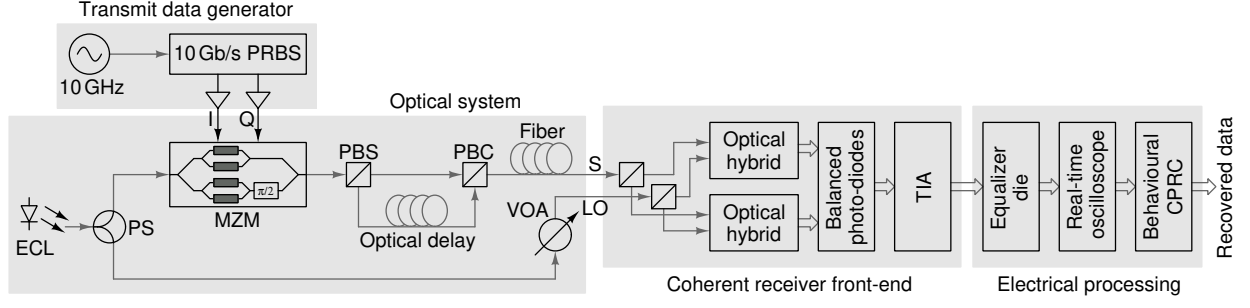 Transmit data generator
10 Gb/s PRBS
10 GHz
I
Q
Optical system
Fiber
PBS
PBC
S
π/2
MZM
PS
ECL
Optical delay
VOA
LO
Optical
hybrid
Optical
hybrid
Balanced
photo-diodes
TIA
Equalizer
die
Real-time
oscilloscope
Behavioural
CPRC
Recovered data
Coherent receiver front-end
Electrical processing